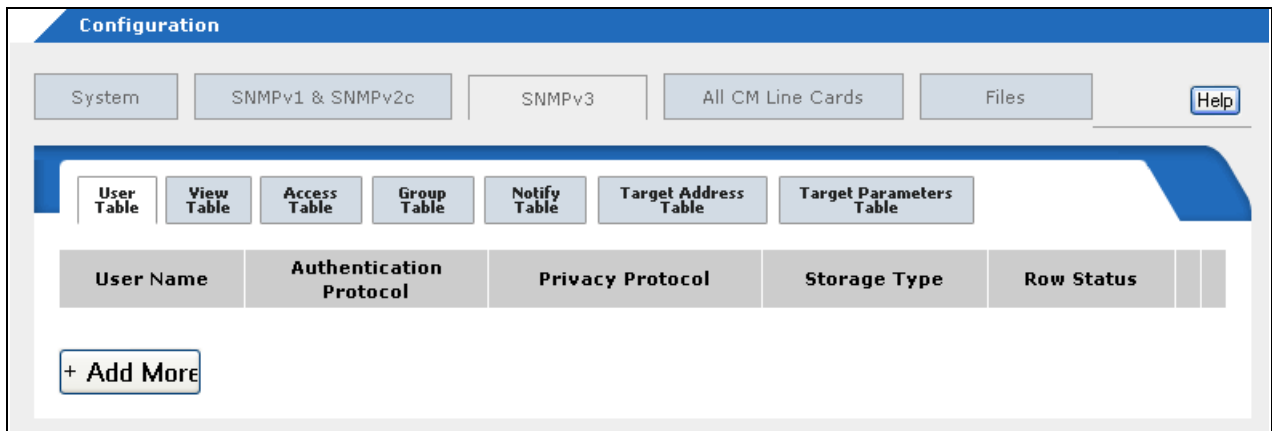 Configuration
System SNMPv1 & SNMPv2c SNMPv3 All CM Line Cards Files Help
User Table View Table Access Table Group Table Notify Table Target Address Table Target Parameters Table
User Name Authentication Protocol Privacy Protocol Storage Type Row Status
+ Add More